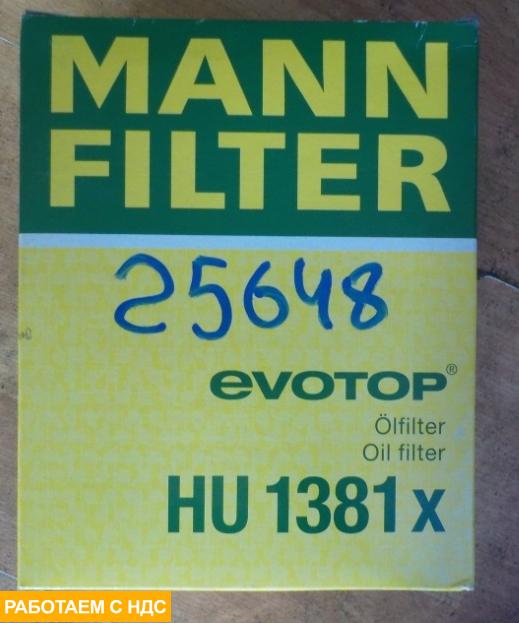 MANN
FILTER
25648
evotop®
Ölfilter
Oil filter
HU 1381 x
РАБОТАЕМ С НДС